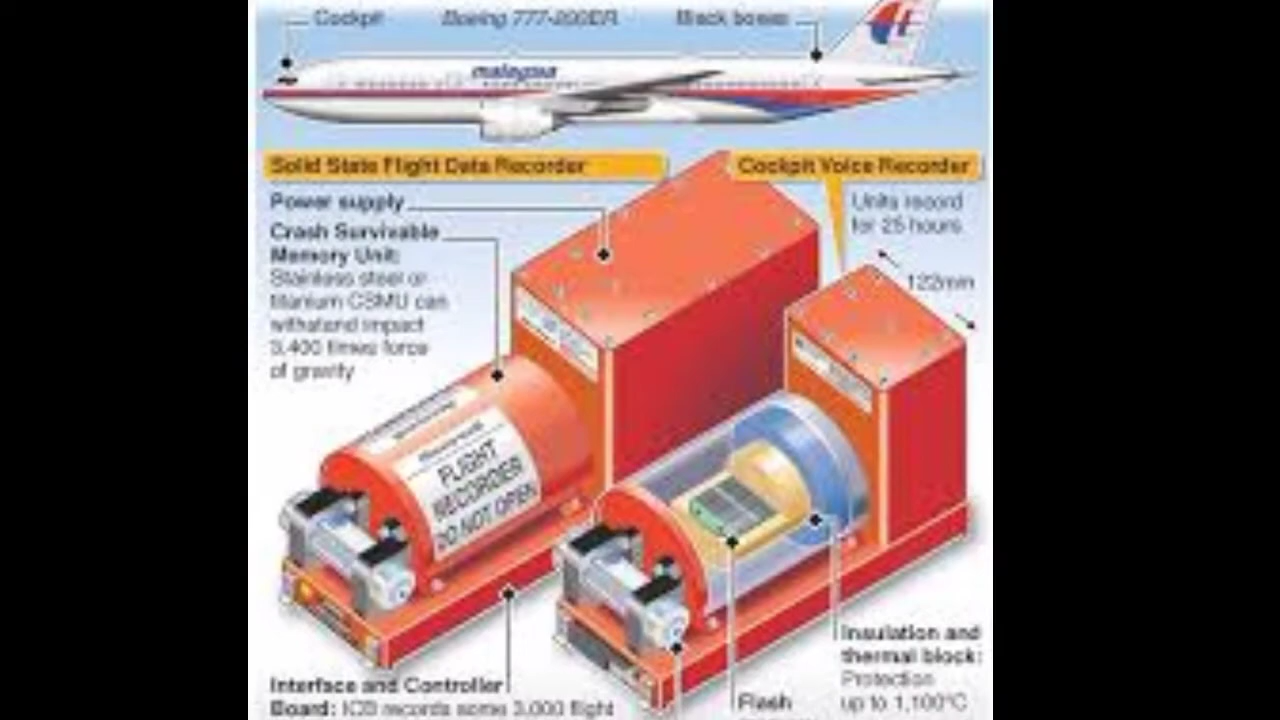 Cockpit
Boeing 777-200ER
Black boxes
malaysia
Solid State Flight Data Recorder
Cockpit Voice Recorder
Power supply
Units record
for 25 hours
Crash Survivable
Memory Unit:
Stainless steel or
titanium CSMU can
withstand impact
3,400 times force
of gravity
122mm
FLIGHT
RECORDER
DO NOT OPEN
Insulation and
thermal block:
Protection
up to 1,100°C
Interface and Controller
Board: ICB records some 3,000 flight
Flash